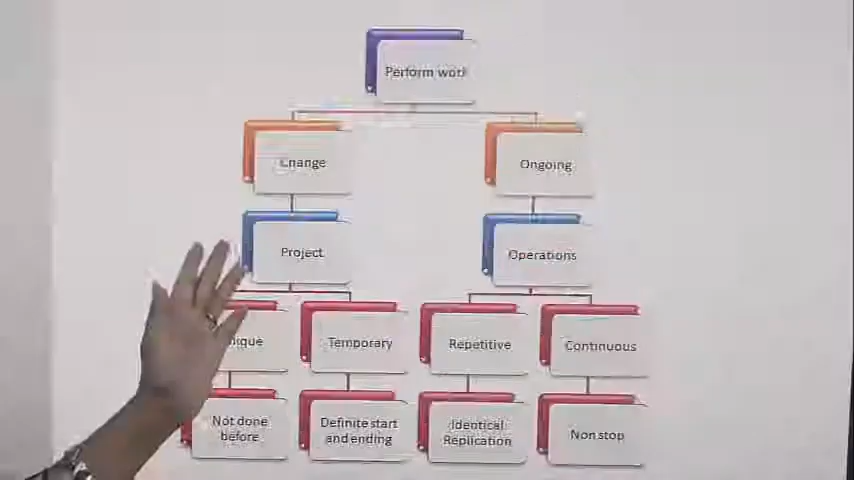 Perform work
Change
Ongoing
Project
Operations
Temporary
Repetitive
Continuous
Not done
before
Definite start
and ending
Identical
Replication
Non stop